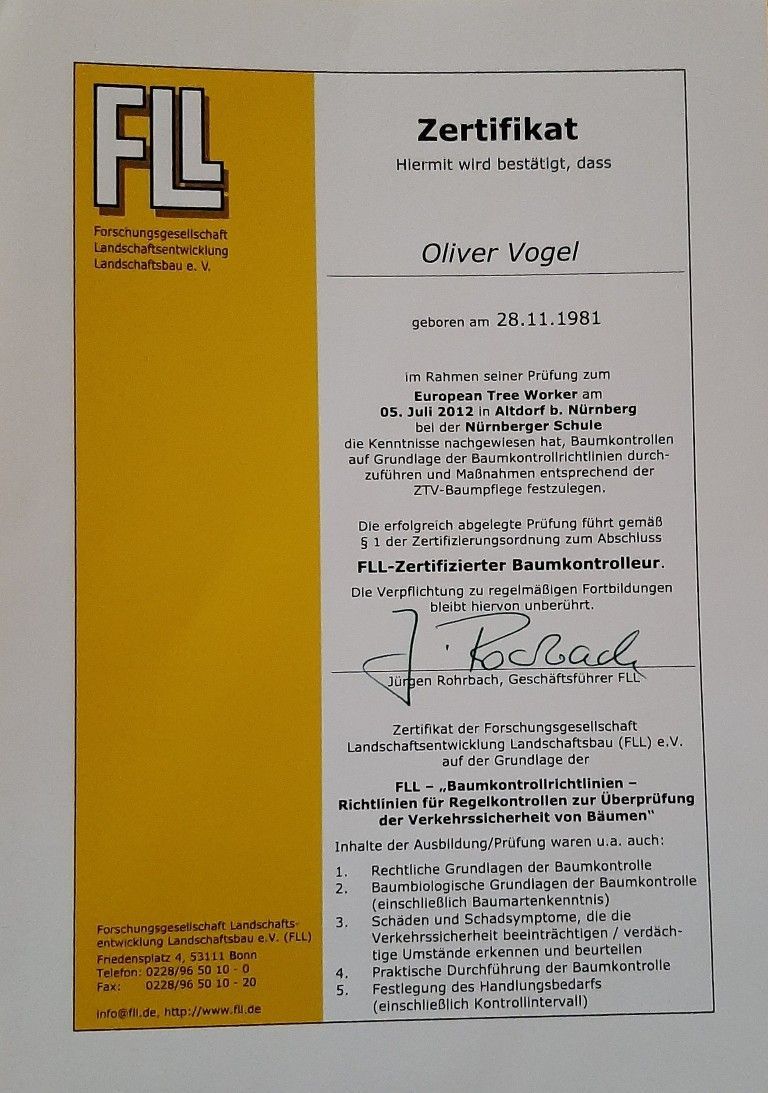 FLL
Forschungsgesellschaft
Landschaftsentwicklung
Landschaftsbau e. V.
Zertifikat
Hiermit wird bestätigt, dass
Oliver Vogel
geboren am 28.11.1981
im Rahmen seiner Prüfung zum
European Tree Worker am
05. Juli 2012 in Altdorf b. Nürnberg
bei der Nürnberger Schule
die Kenntnisse nachgewiesen hat, Baumkontrollen
auf Grundlage der Baumkontrollrichtlinien durch-
zuführen und Maßnahmen entsprechend der
ZTV-Baumpflege festzulegen.
Die erfolgreich abgelegte Prüfung führt gemäß
§ 1 der Zertifizierungsordnung zum Abschluss
FLL-Zertifizierter Baumkontrolleur.
Die Verpflichtung zu regelmäßigen Fortbildungen
bleibt hiervon unberührt.
J. Rohrbach
Jürgen Rohrbach, Geschäftsführer FLL
Zertifikat der Forschungsgesellschaft
Landschaftsentwicklung Landschaftsbau (FLL) e.V.
auf der Grundlage der
FLL – „Baumkontrollrichtlinien –
Richtlinien für Regelkontrollen zur Überprüfung
der Verkehrssicherheit von Bäumen“
Inhalte der Ausbildung/Prüfung waren u.a. auch:
1. Rechtliche Grundlagen der Baumkontrolle
2. Baumbiologische Grundlagen der Baumkontrolle
(einschließlich Baumartenkenntnis)
3. Schäden und Schadsymptome, die die
Verkehrssicherheit beeinträchtigen / verdäch-
tige Umstände erkennen und beurteilen
4. Praktische Durchführung der Baumkontrolle
5. Festlegung des Handlungsbedarfs
(einschließlich Kontrollintervall)
Forschungsgesellschaft Landschafts-
entwicklung Landschaftsbau e.V. (FLL)
Friedensplatz 4, 53111 Bonn
Telefon: 0228/96 50 10 - 0
Fax: 0228/96 50 10 - 20
info@fll.de, http://www.fll.de